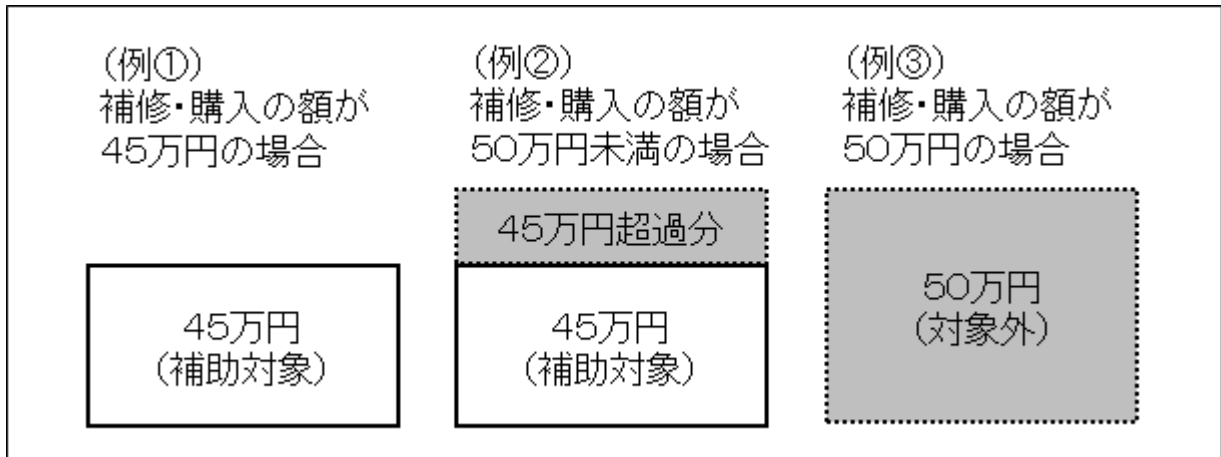 （例①）
補修・購入の額が
４５万円の場合
４５万円
（補助対象）
（例②）
補修・購入の額が
５０万円未満の場合
４５万円超過分
４５万円
（補助対象）
（例③）
補修・購入の額が
５０万円の場合
５０万円
（対象外）